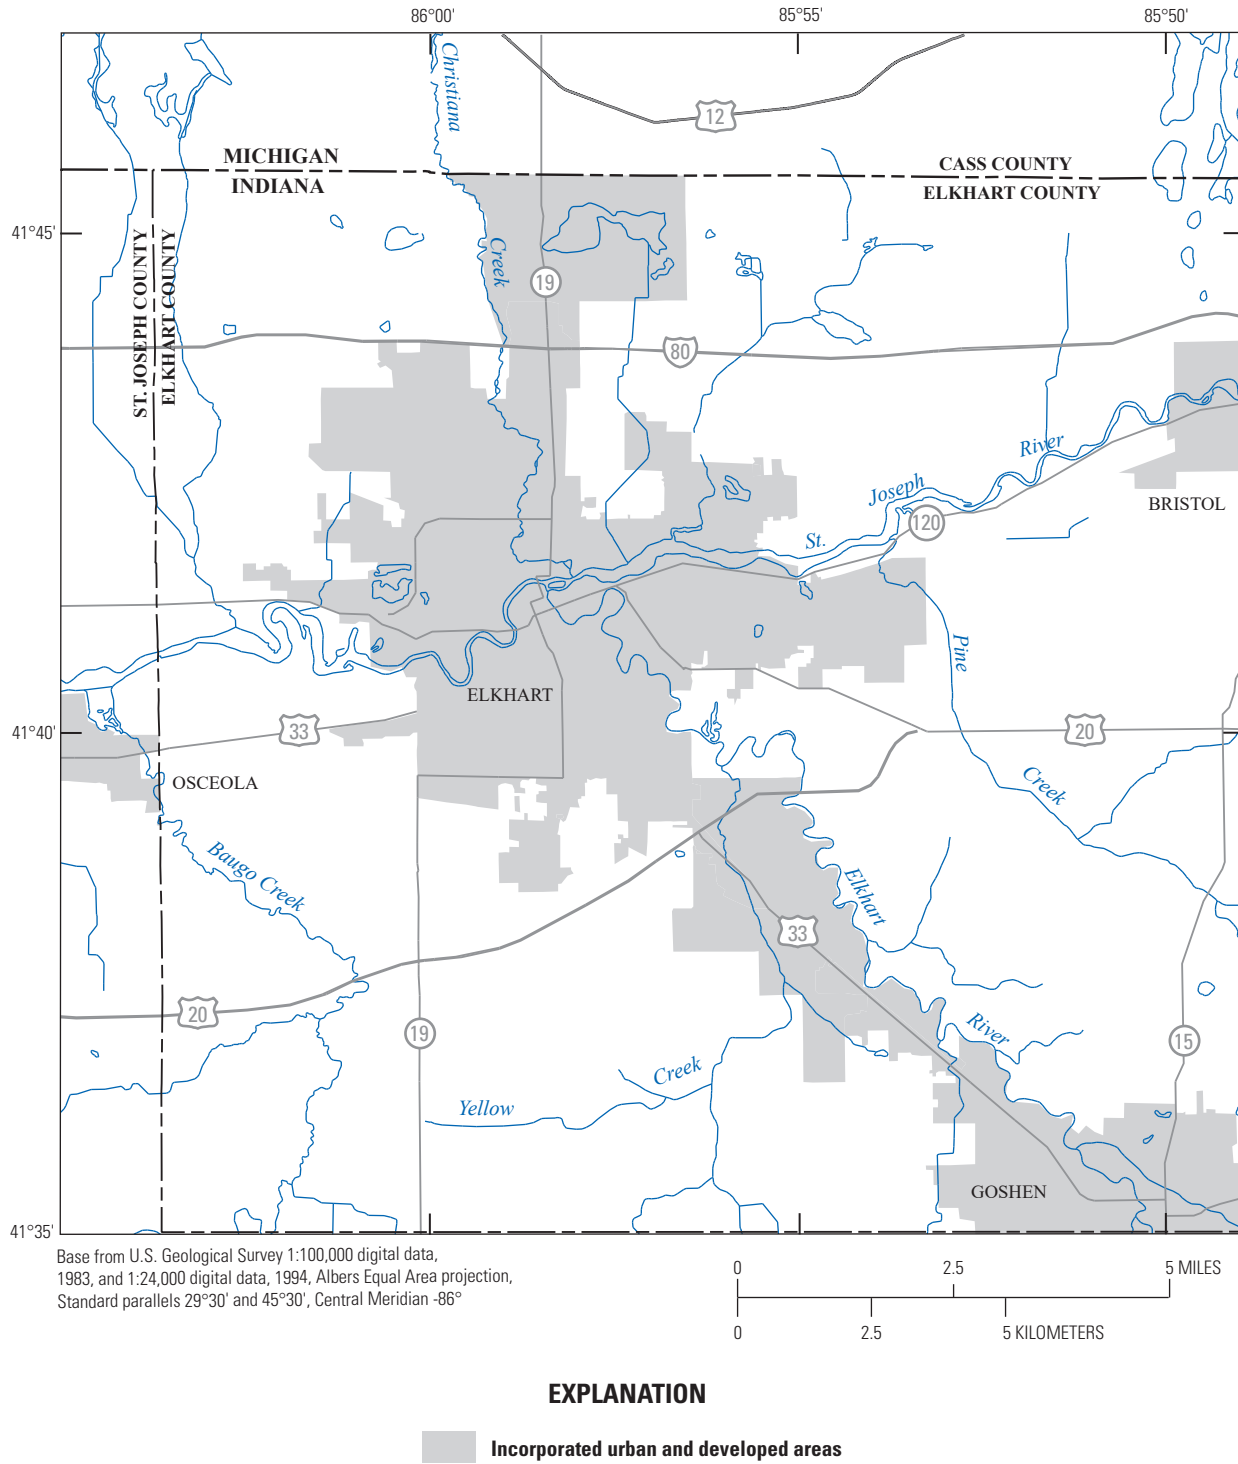 86°00'
85°55'
85°50'
Christiana
12
MICHIGAN
INDIANA
CASS COUNTY
ELKHART COUNTY
41°45'
ST. JOSEPH COUNTY
ELKHART COUNTY
Creek
19
80
River
Joseph
St.
120
BRISTOL
Pine
ELKHART
41°40'
33
20
OSCEOLA
Creek
Baugo Creek
Elkhart
33
20
19
River
15
Creek
Yellow
GOSHEN
41°35'
Base from U.S. Geological Survey 1:100,000 digital data,
1983, and 1:24,000 digital data, 1994, Albers Equal Area projection,
Standard parallels 29°30' and 45°30', Central Meridian -86°
0 2.5 5 MILES
0 2.5 5 KILOMETERS
EXPLANATION
Incorporated urban and developed areas